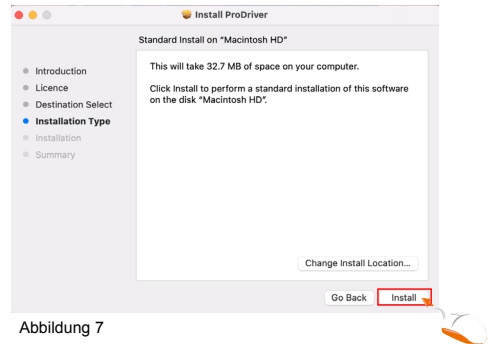 Install ProDriver
Standard Install on “Macintosh HD”
Introduction
Licence
Destination Select
Installation Type
Installation
Summary
This will take 32.7 MB of space on your computer.
Click Install to perform a standard installation of this software
on the disk “Macintosh HD”.
Change Install Location...
Go Back
Install
Abbildung 7